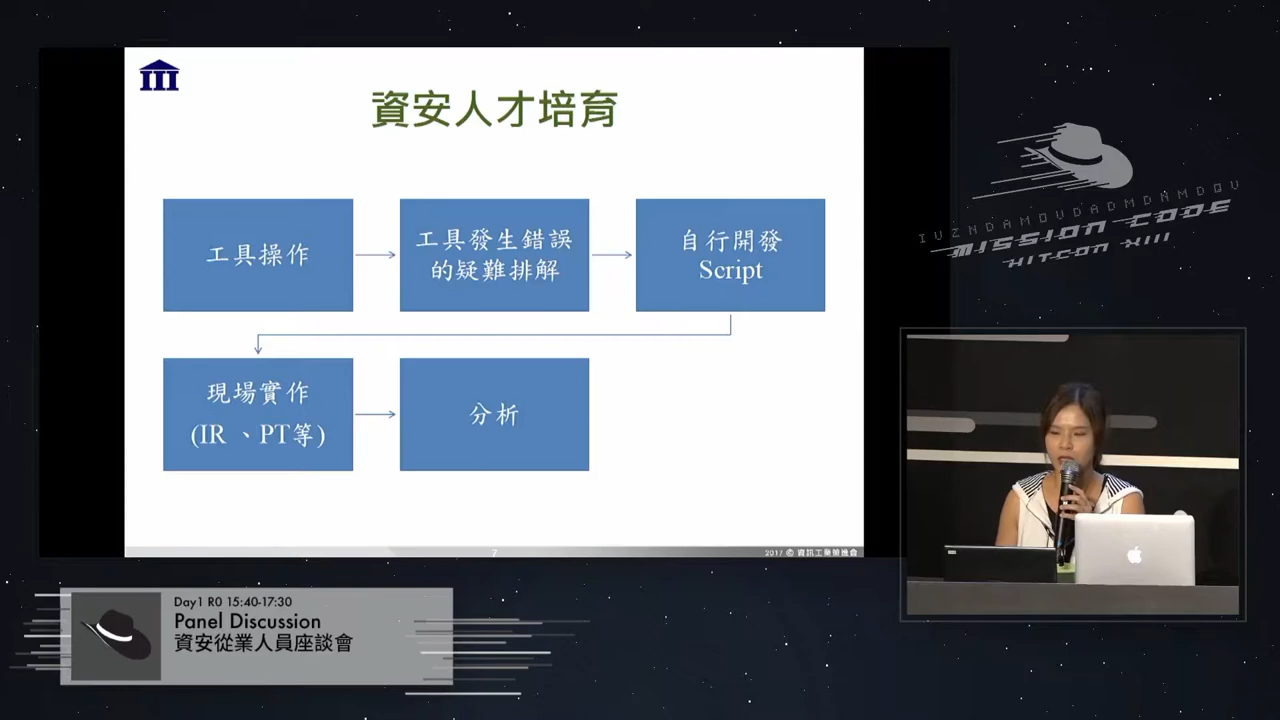 資安人才培育
工具操作
工具發生錯誤
的疑難排解
自行開發
Script
現場實作
(IR 、PT等)
分析
7
2017 © 資訊工業策進會
IVZNDAMOVDADMDNMDQV
MISSION CODE
HITCON XIII
Day1 R0 15:40-17:30
Panel Discussion
資安從業人員座談會